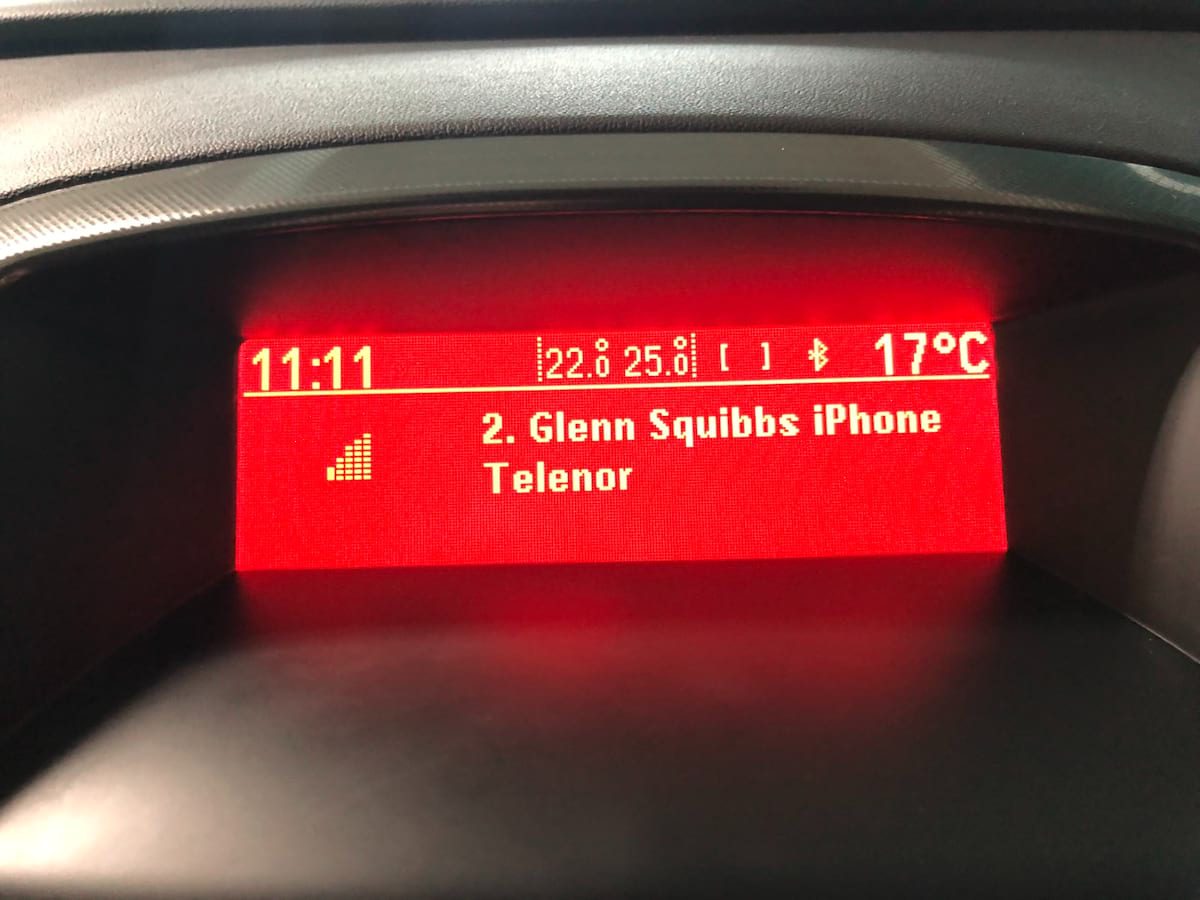 11:11 22.0° 25.0° [ ] 17°C
2. Glenn Squibbs iPhone
Telenor